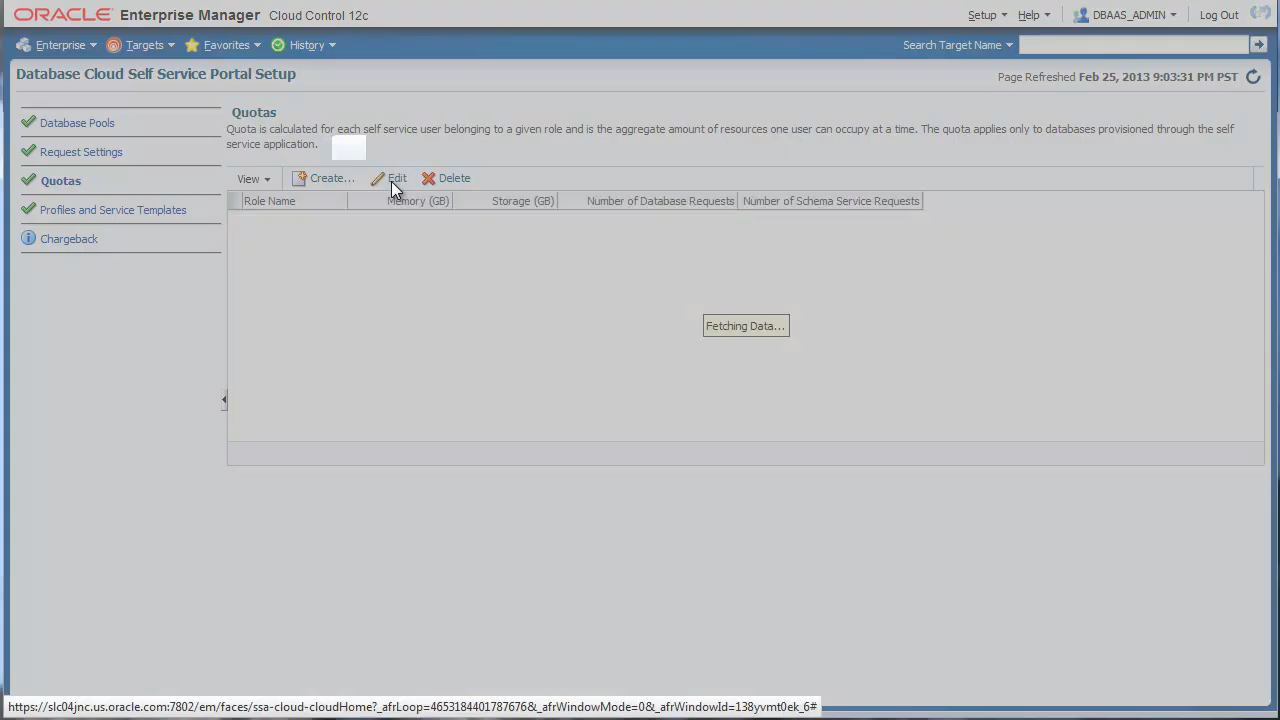 ORACLE Enterprise Manager Cloud Control 12c
Setup Help DBAAS_ADMIN Log Out
Enterprise Targets Favorites History Search Target Name
Database Cloud Self Service Portal Setup
Page Refreshed Feb 25, 2013 9:03:31 PM PST
Database Pools
Request Settings
Quotas
Profiles and Service Templates
Chargeback
Quotas
Quota is calculated for each self service user belonging to a given role and is the aggregate amount of resources one user can occupy at a time. The quota applies only to databases provisioned through the self
service application.
View Create... Edit Delete
Role Name Memory (GB) Storage (GB) Number of Database Requests Number of Schema Service Requests
Fetching Data...
https://slc04jnc.us.oracle.com:7802/em/faces/ssa-cloud-cloudHome?_afrLoop=46531844017876766&_afrWindowMode=0&_afrWindowId=138yvmt0ek_6#